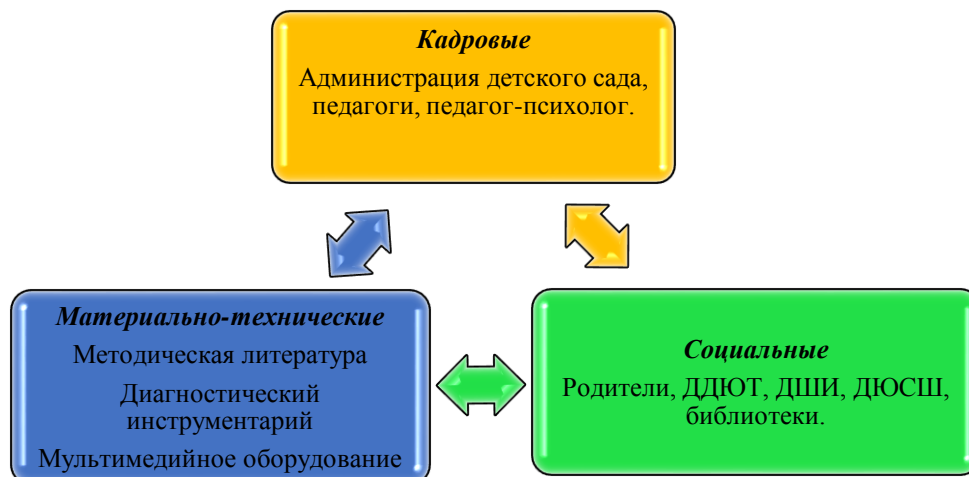 Кадровые
Администрация детского сада,
педагоги, педагог-психолог.
Материально-технические
Методическая литература
Диагностический
инструментарий
Мультимедийное оборудование
Социальные
Родители, ДДЮТ, ДШИ, ДЮСШ,
библиотеки.